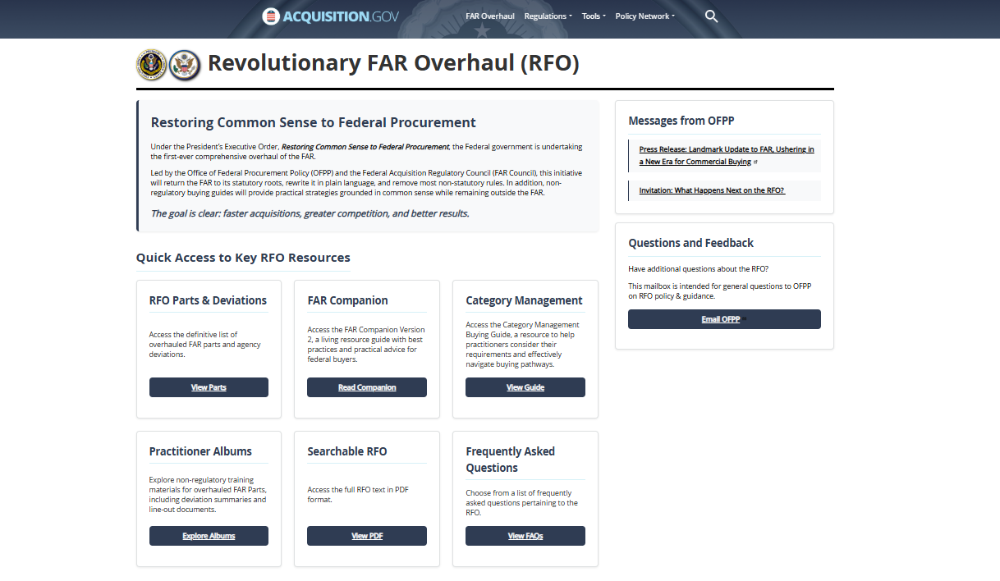 ACQUISITION.GOV
FAR Overhaul Regulations Tools Policy Network
Revolutionary FAR Overhaul (RFO)
Restoring Common Sense to Federal Procurement
Under the President's Executive Order, Restoring Common Sense to Federal Procurement, the Federal government is undertaking
the first-ever comprehensive overhaul of the FAR.
Led by the Office of Federal Procurement Policy (OFPP) and the Federal Acquisition Regulatory Council (FAR Council), this initiative
will return the FAR to its statutory roots, rewrite it in plain language, and remove most non-statutory rules. In addition, non-
regulatory buying guides will provide practical strategies grounded in common sense while remaining outside the FAR.
The goal is clear: faster acquisitions, greater competition, and better results.
Messages from OFPP
Press Release: Landmark Update to FAR, Ushering in
a New Era for Commercial Buying
Invitation: What Happens Next on the RFO?
Questions and Feedback
Have additional questions about the RFO?
This mailbox is intended for general questions to OFPP
on RFO policy & guidance.
Email OFPP
Quick Access to Key RFO Resources
RFO Parts & Deviations
Access the definitive list of
overhauled FAR parts and agency
deviations.
View Parts
FAR Companion
Access the FAR Companion Version
2, a living resource guide with best
practices and practical advice for
federal buyers.
Read Companion
Category Management
Access the Category Management
Buying Guide, a resource to help
practitioners consider their
requirements and effectively
navigate buying pathways.
View Guide
Practitioner Albums
Explore non-regulatory training
materials for overhauled FAR Parts,
including deviation summaries and
line-out documents.
Explore Albums
Searchable RFO
Access the full RFO text in PDF
format.
View PDF
Frequently Asked
Questions
Choose from a list of frequently
asked questions pertaining to the
RFO.
View FAQs